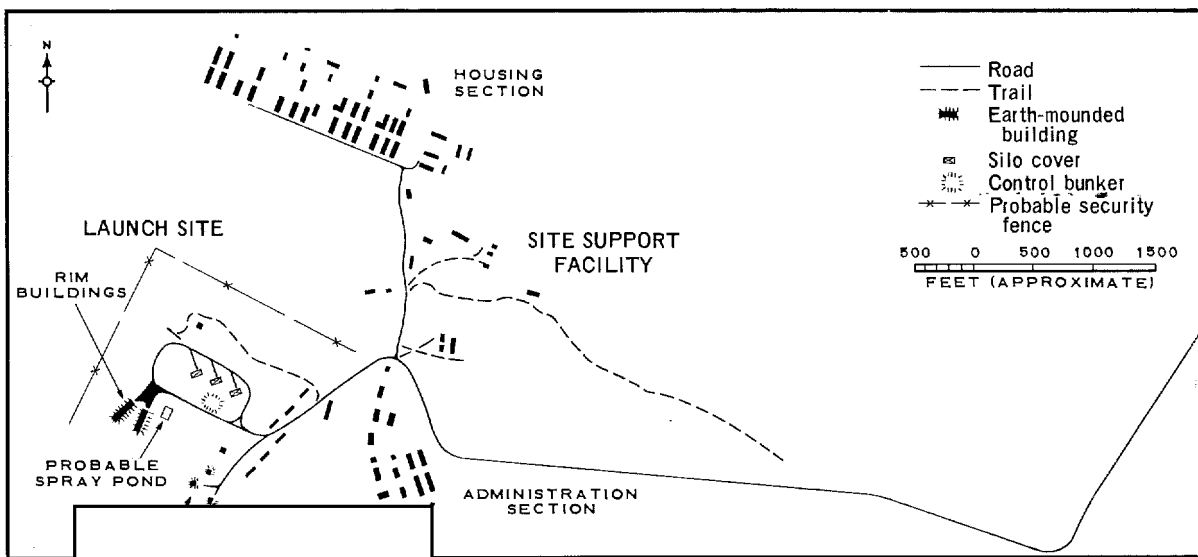 N
HOUSING
SECTION
Road
Trail
Earth-mounded
building
Silo cover
Control bunker
Probable security
fence
500 0 500 1000 1500
FEET (APPROXIMATE)
LAUNCH SITE
RIM
BUILDINGS
SITE SUPPORT
FACILITY
PROBABLE
SPRAY POND
ADMINISTRATION
SECTION